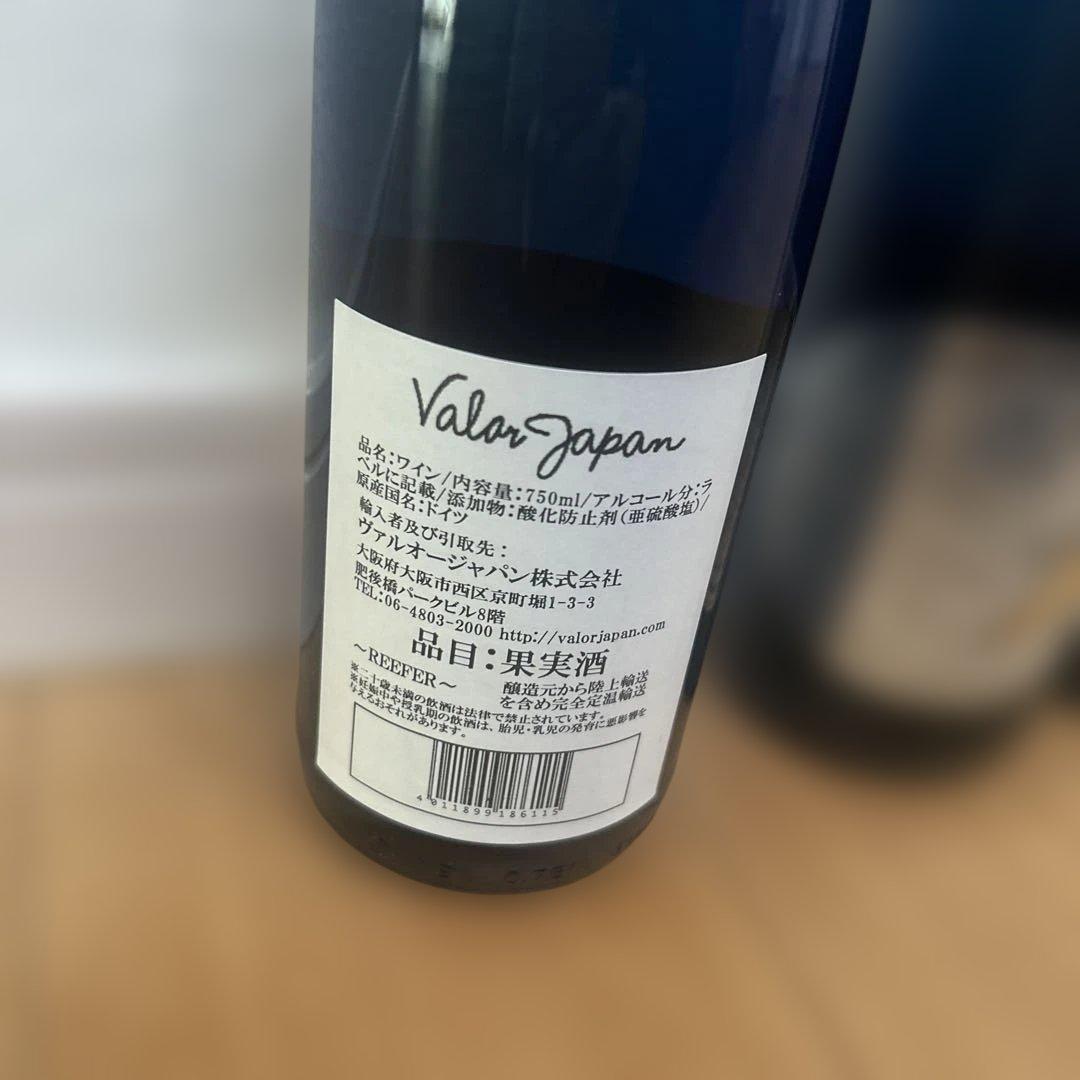 Valor Japan
品名:ワイン/内容量:750ml/アルコール分:ラ
ベルに記載/添加物:酸化防止剤(亜硫酸塩)/
原産国名:ドイツ
輸入者及び引取先:
ヴァルオージャパン株式会社
大阪府大阪市西区京町堀1-3-3
肥後橋パークビル8階
TEL:06-4803-2000 http://valorjapan.com
品目:果実酒
~REEFER~
醸造元から陸上輸送
を含め完全定温輸送
※二十歳未満の飲酒は法律で禁止されています。
※妊娠中や授乳期の飲酒は、胎児・乳児の発育に悪影響を
与えるおそれがあります。
4 011899 186115